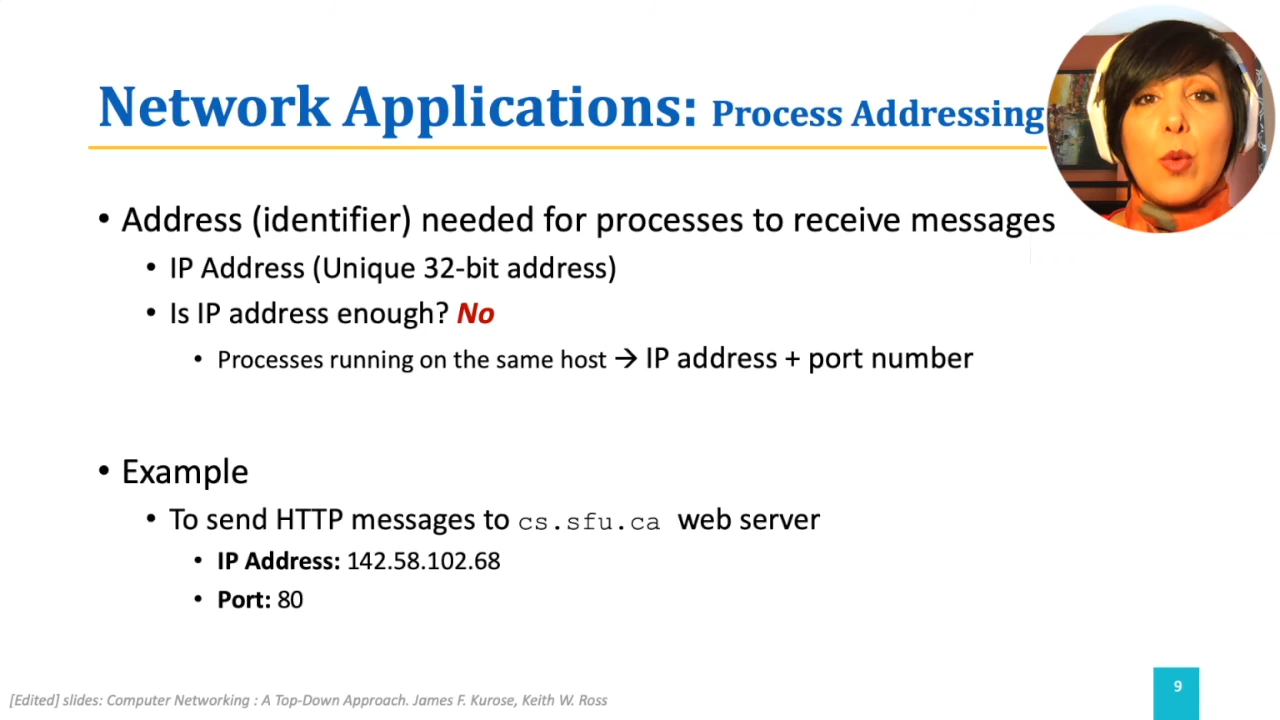 Network Applications: Process Addressing
• Address (identifier) needed for processes to receive messages
• IP Address (Unique 32-bit address)
• Is IP address enough? No
• Processes running on the same host → IP address + port number
• Example
• To send HTTP messages to cs.sfu.ca web server
• IP Address: 142.58.102.68
• Port: 80
[Edited] slides: Computer Networking : A Top-Down Approach. James F. Kurose, Keith W. Ross
9